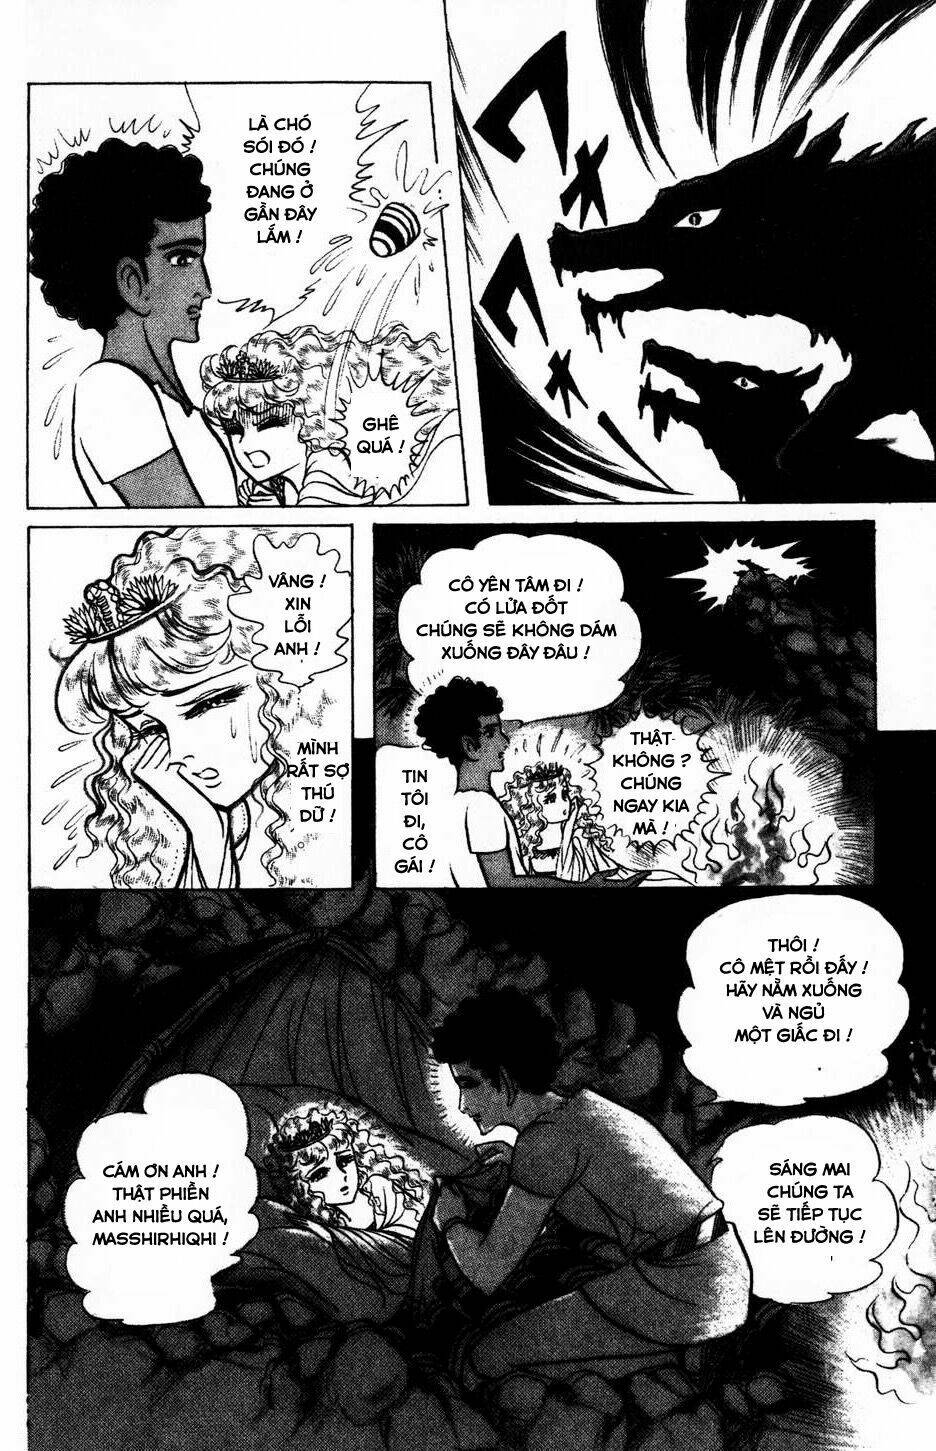 LÀ CHÓ
SÓI ĐÓ !
CHÚNG
ĐANG Ở
GẦN ĐÂY
LẮM !
GHÊ
QUÁ !
VÂNG !
XIN
LỖI
ANH !
MÌNH
RẤT SỢ
THÚ
DỮ !
CÔ YÊN TÂM ĐI !
CÓ LỬA ĐỐT
CHÚNG SẼ KHÔNG DÁM
XUỐNG ĐÂY ĐÂU !
THẬT
KHÔNG ?
CHÚNG
NGAY KIA
MÀ !
TIN
TÔI
ĐI,
CÔ
GÁI !
THÔI !
CÔ MỆT RỒI ĐẤY !
HÃY NẰM XUỐNG
VÀ NGỦ
MỘT GIẤC ĐI !
CÁM ƠN ANH !
THẬT PHIỀN
ANH NHIỀU QUÁ,
MASSHIRHIQHI !
SÁNG MAI
CHÚNG TA
SẼ TIẾP TỤC
LÊN ĐƯỜNG !